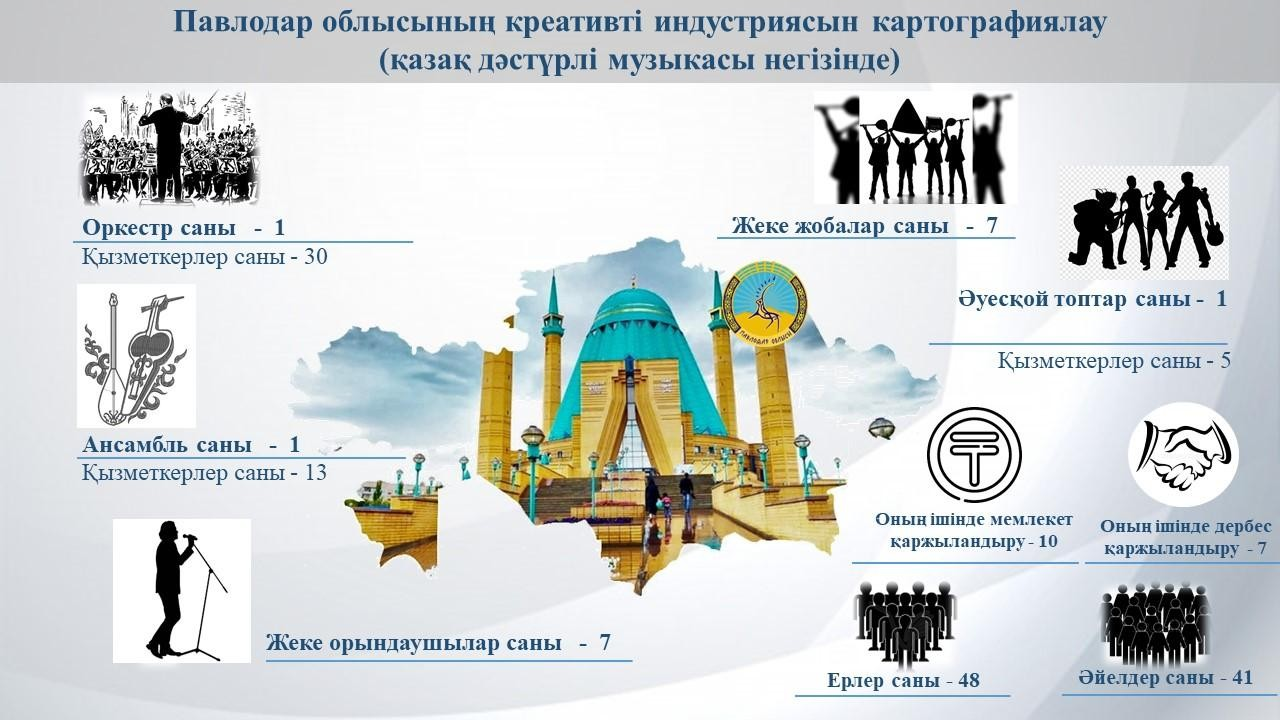 Павлодар облысының креативті индустриясын картографиялау
(қазақ дәстүрлі музыкасы негізінде)
Оркестр саны - 1
Қызметкерлер саны - 30
Ансамбль саны - 1
Қызметкерлер саны - 13
Жеке орындаушылар саны - 7
ПАВЛОДАР ОБЛЫСЫ
Жеке жобалар саны - 7
Әуесқой топтар саны - 1
Қызметкерлер саны - 5
Оның ішінде мемлекет
қаржыландыру - 10
Оның ішінде дербес
қаржыландыру - 7
Ерлер саны - 48
Әйелдер саны - 41